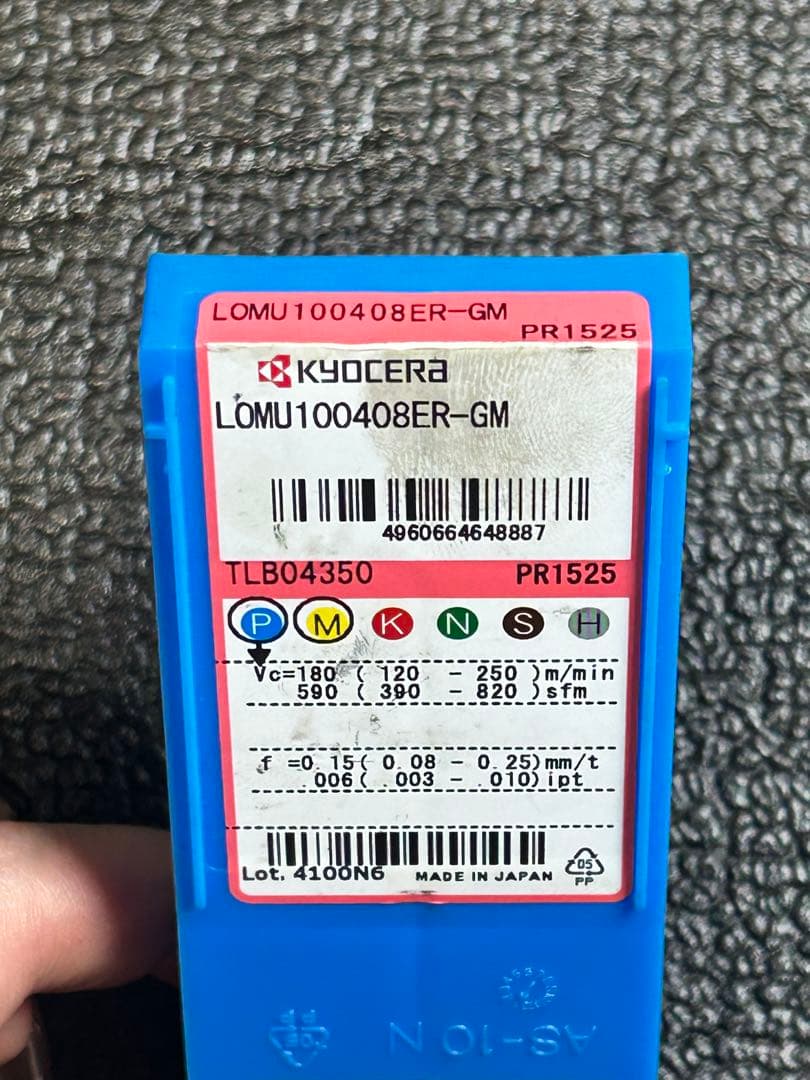 LOMU100408ER-GM
PR1525
KYOCERA
LOMU100408ER-GM
4960664648887
TLB04350 PR1525
P M K N S H
Vc=180 ( 120 - 250 )m/min
590 ( 390 - 820 )sfm
f =0.15( 0.08 - 0.25)mm/t
.006( .003 - .010)ipt
Lot. 4100N6 MADE IN JAPAN
05
PP
AS-10N